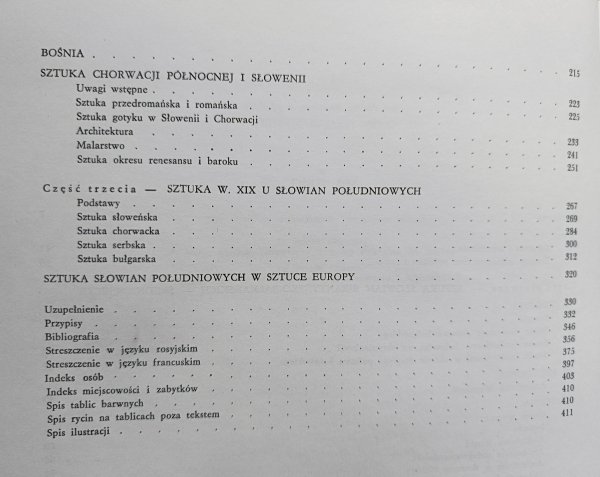 BOŚNIA . . . . . . . . . . . . . . . . . . . . 215
SZTUKA CHORWACJI PÓŁNOCNEJ I SŁOWENII
Uwagi wstępne . . . . . . . . . . . . . . . . . 223
Sztuka przedromańska i romańska . . . . . . . . . . . . 225
Sztuka gotyku w Słowenii i Chorwacji
Architektura . . . . . . . . . . . . . . . . . 233
Malarstwo . . . . . . . . . . . . . . . . . . 241
Sztuka okresu renesansu i baroku . . . . . . . . . . . . 251
Część trzecia — SZTUKA W. XIX U SŁOWIAN POŁUDNIOWYCH
Podstawy . . . . . . . . . . . . . . . . . . 267
Sztuka słoweńska . . . . . . . . . . . . . . . . 269
Sztuka chorwacka . . . . . . . . . . . . . . . . 284
Sztuka serbska . . . . . . . . . . . . . . . . . 300
Sztuka bułgarska . . . . . . . . . . . . . . . . 312
SZTUKA SŁOWIAN POŁUDNIOWYCH W SZTUCE EUROPY . . . . . . . . 320
Uzupełnienie . . . . . . . . . . . . . . . . . . 330
Przypisy . . . . . . . . . . . . . . . . . . . 332
Bibliografia . . . . . . . . . . . . . . . . . . 346
Streszczenie w języku rosyjskim . . . . . . . . . . . . . 356
Streszczenie w języku francuskim . . . . . . . . . . . . . 375
Indeks osób . . . . . . . . . . . . . . . . . . 397
Indeks miejscowości i zabytków . . . . . . . . . . . . . 403
Spis tablic barwnych . . . . . . . . . . . . . . . . 410
Spis rycin na tablicach poza tekstem . . . . . . . . . . . 410
Spis ilustracji . . . . . . . . . . . . . . . . . 411